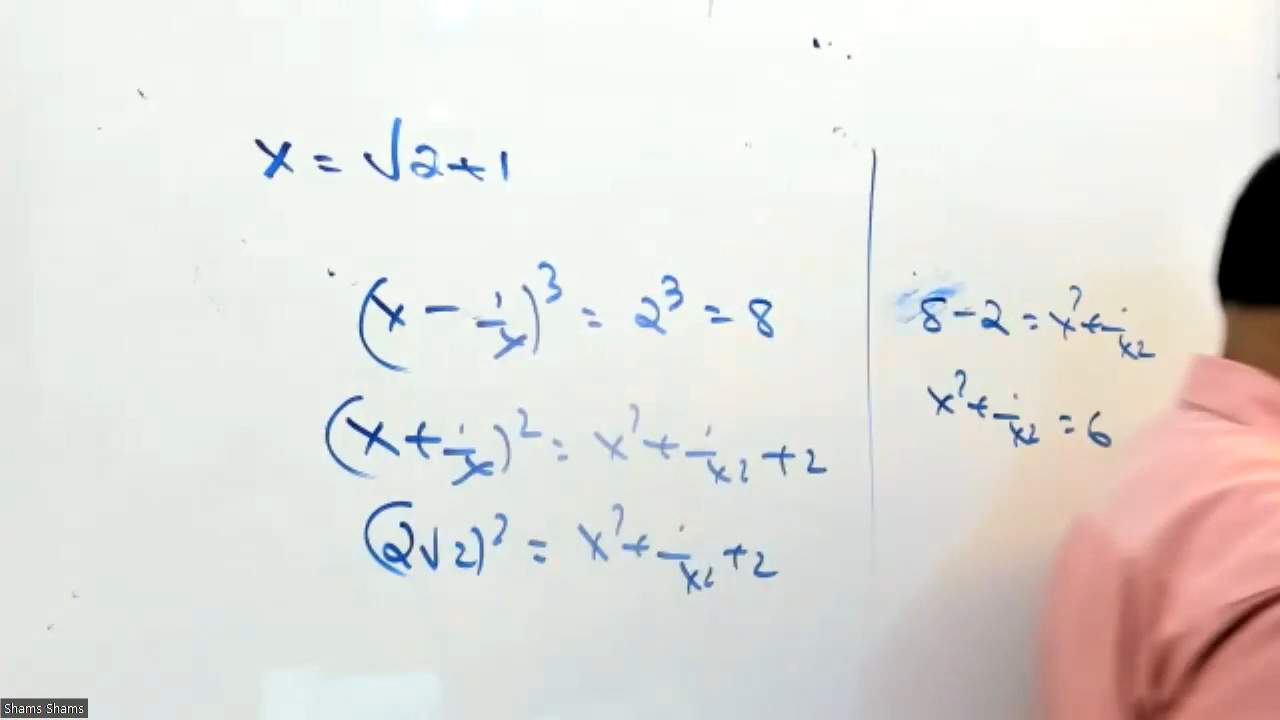 x = √2+1
(x - 1/x)³ = 2³ = 8
(x + 1/x)² = x² + 1/x² + 2
(2√2)² = x² + 1/x² + 2
8-2 = x² + 1/x²
x² + 1/x² = 6
Shams Shams